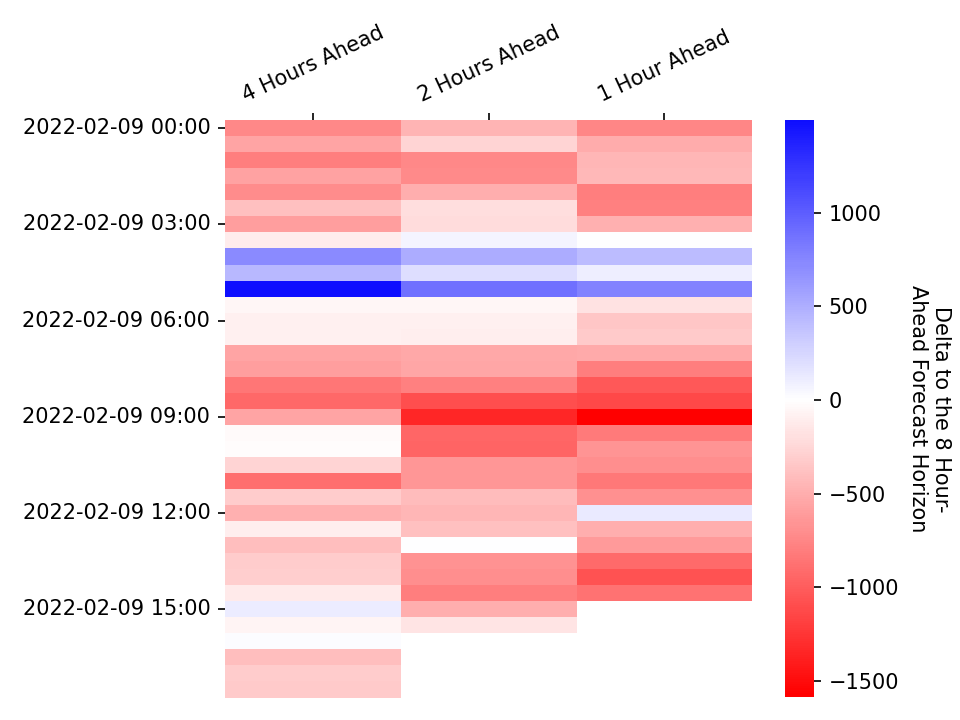 4 Hours Ahead
2 Hours Ahead
1 Hour Ahead
2022-02-09 00:00
2022-02-09 03:00
2022-02-09 06:00
2022-02-09 09:00
2022-02-09 12:00
2022-02-09 15:00
1000
500
0
−500
−1000
−1500
Delta to the 8 Hour-
Ahead Forecast Horizon